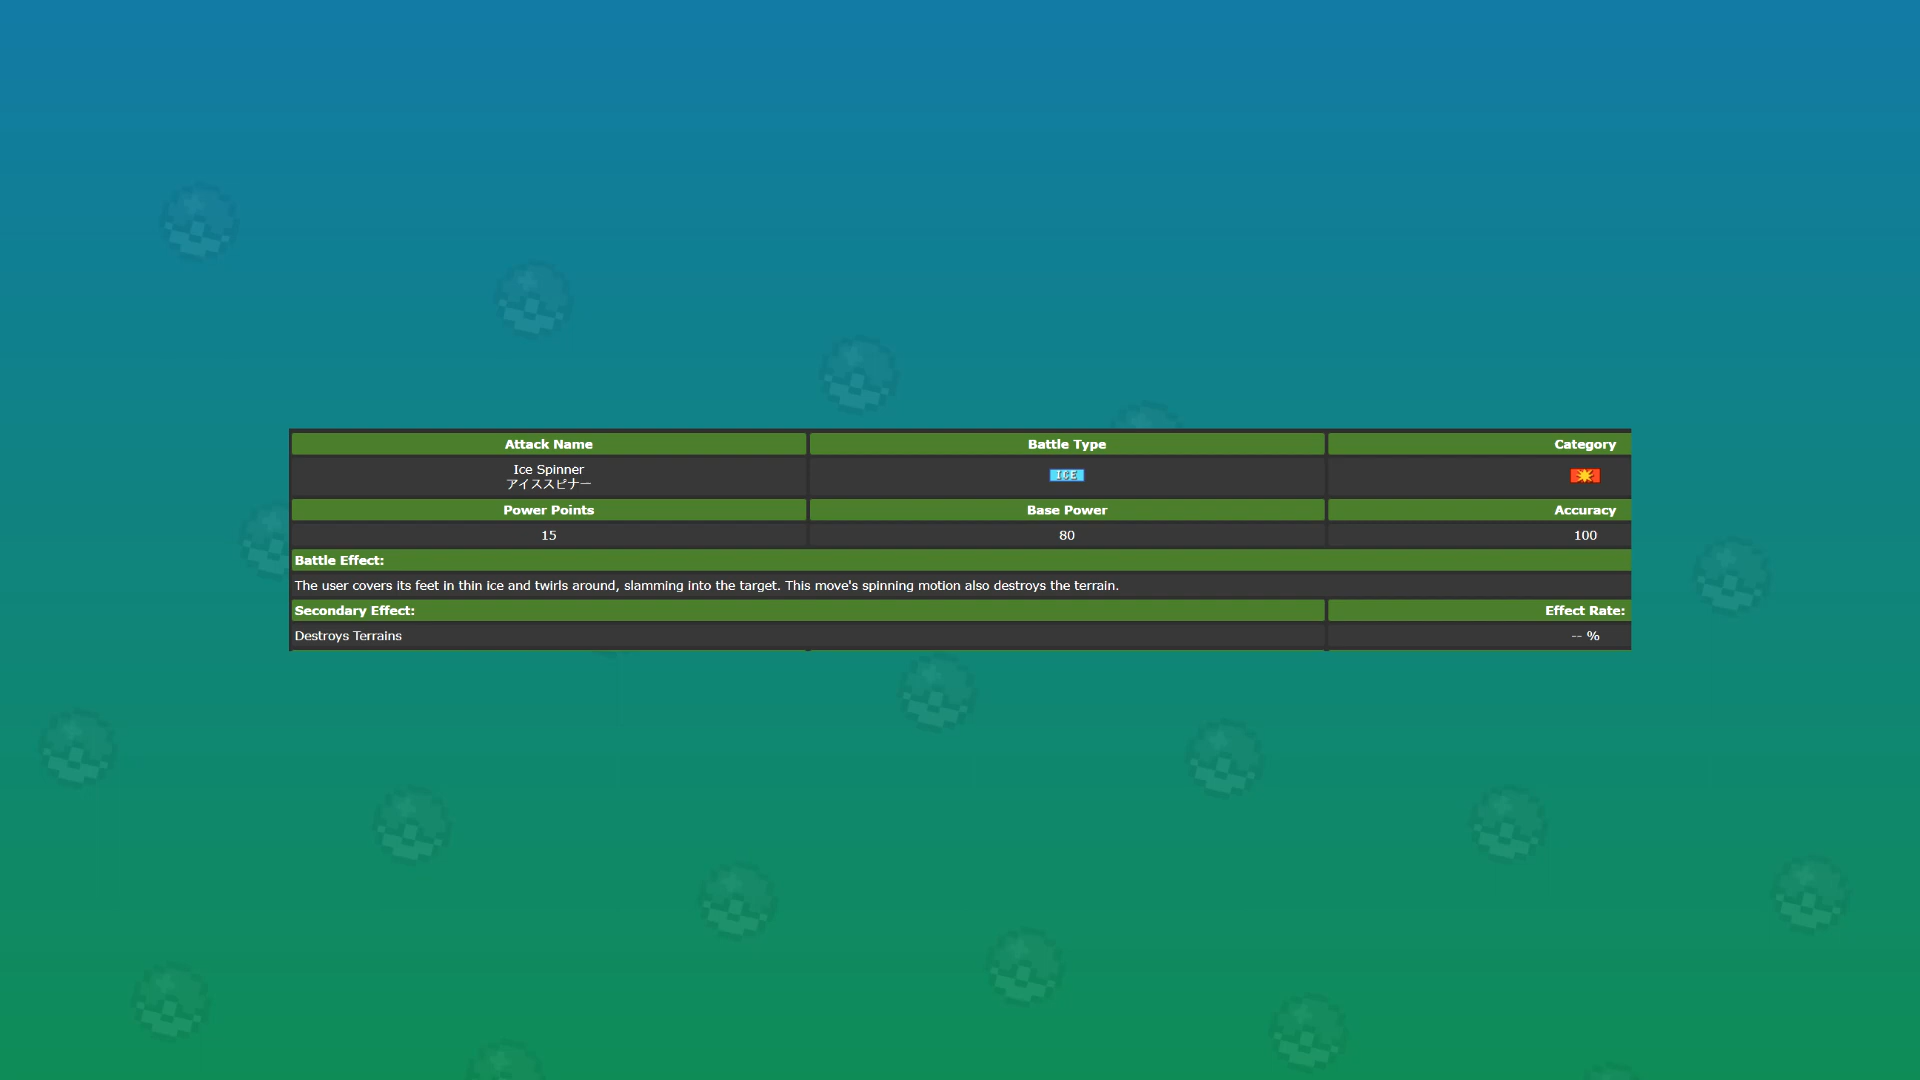 Attack Name Battle Type Category
Ice Spinner
アイススピナー
ICE
Power Points Base Power Accuracy
15 80 100
Battle Effect:
The user covers its feet in thin ice and twirls around, slamming into the target. This move's spinning motion also destroys the terrain.
Secondary Effect: Effect Rate:
Destroys Terrains -- %